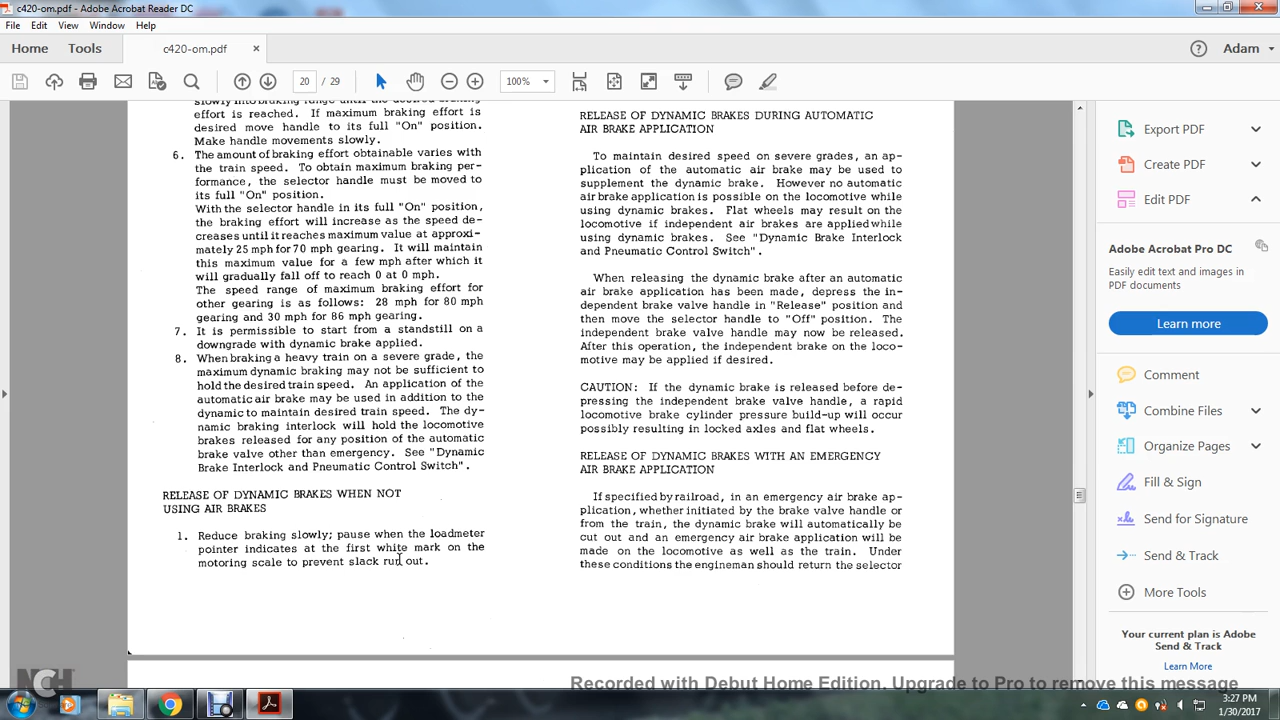 c420-om.pdf - Adobe Acrobat Reader DC
File Edit View Window Help
Home Tools c420-om.pdf × Adam
20 / 29 100%
slowly into braking range until the desired braking
effort is reached. If maximum braking effort is
desired move handle to its full "On" position.
Make handle movements slowly.
6. The amount of braking effort obtainable varies with
the train speed. To obtain maximum braking per-
formance, the selector handle must be moved to
its full "On" position.
With the selector handle in its full "On" position,
the braking effort will increase as the speed de-
creases until it reaches maximum value at approxi-
mately 25 mph for 70 mph gearing. It will maintain
this maximum value for a few mph after which it
will gradually fall off to reach 0 at 0 mph.
The speed range of maximum braking effort for
other gearing is as follows: 28 mph for 80 mph
gearing and 30 mph for 86 mph gearing.
7. It is permissible to start from a standstill on a
downgrade with dynamic brake applied.
8. When braking a heavy train on a severe grade, the
maximum dynamic braking may not be sufficient to
hold the desired train speed. An application of the
automatic air brake may be used in addition to the
dynamic to maintain desired train speed. The dy-
namic braking interlock will hold the locomotive
brakes released for any position of the automatic
brake valve other than emergency. See "Dynamic
Brake Interlock and Pneumatic Control Switch".
RELEASE OF DYNAMIC BRAKES WHEN NOT
USING AIR BRAKES
1. Reduce braking slowly; pause when the loadmeter
pointer indicates at the first white mark on the
motoring scale to prevent slack run out.
RELEASE OF DYNAMIC BRAKES DURING AUTOMATIC
AIR BRAKE APPLICATION
To maintain desired speed on severe grades, an ap-
plication of the automatic air brake may be used to
supplement the dynamic brake. However no automatic
air brake application is possible on the locomotive while
using dynamic brakes. Flat wheels may result on the
locomotive if independent air brakes are applied while
using dynamic brakes. See "Dynamic Brake Interlock
and Pneumatic Control Switch".
When releasing the dynamic brake after an automatic
air brake application has been made, depress the in-
dependent brake valve handle in "Release" position and
then move the selector handle to "Off" position. The
independent brake valve handle may now be released.
After this operation, the independent brake on the loco-
motive may be applied if desired.
CAUTION: If the dynamic brake is released before de-
pressing the independent brake valve handle, a rapid
locomotive brake cylinder pressure build-up will occur
possibly resulting in locked axles and flat wheels.
RELEASE OF DYNAMIC BRAKES WITH AN EMERGENCY
AIR BRAKE APPLICATION
If specified by railroad, in an emergency air brake ap-
plication, whether initiated by the brake valve handle or
from the train, the dynamic brake will automatically be
cut out and an emergency air brake application will be
made on the locomotive as well as the train. Under
these conditions the engineman should return the selector
Export PDF
Create PDF
Edit PDF
Adobe Acrobat Pro DC
Easily edit text and images in
PDF documents
Learn more
Comment
Combine Files
Organize Pages
Fill & Sign
Send for Signature
Send & Track
More Tools
Your current plan is Adobe
Send & Track
Learn More
NCH
Recorded with Debut Home Edition. Upgrade to Pro to remove this message
3:27 PM
1/30/2017